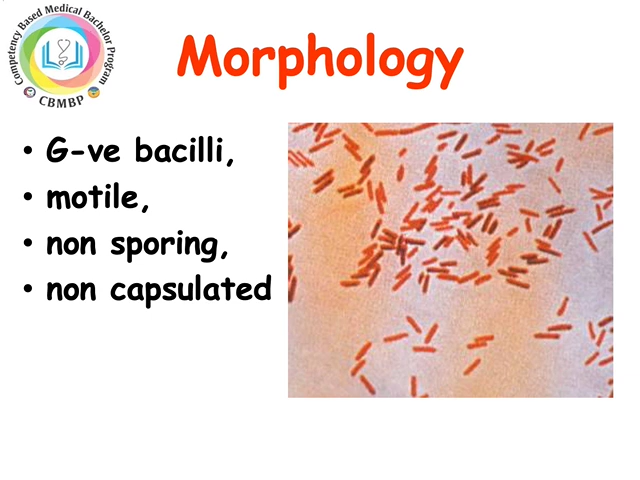 Competency Based Medical Bachelor Program
CBMBP
Morphology
• G-ve bacilli,
• motile,
• non sporing,
• non capsulated